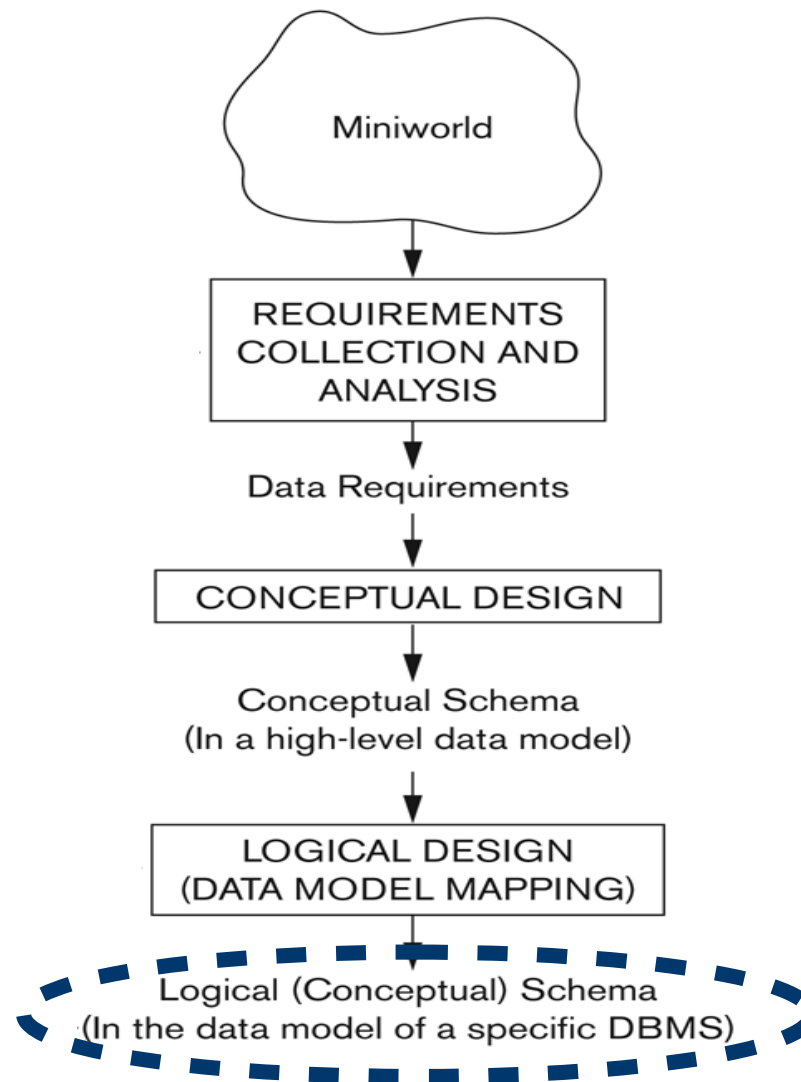 Miniworld
REQUIREMENTS
COLLECTION AND
ANALYSIS
Data Requirements
CONCEPTUAL DESIGN
Conceptual Schema
(In a high-level data model)
LOGICAL DESIGN
(DATA MODEL MAPPING)
Logical (Conceptual) Schema
(In the data model of a specific DBMS)